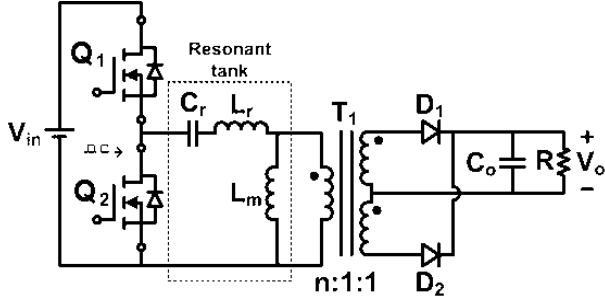 Resonant
tank
Q1
Cr
Lr
T1
D1
Vin
Lm
Co
R
+
Vo
−
Q2
n:1:1
D2